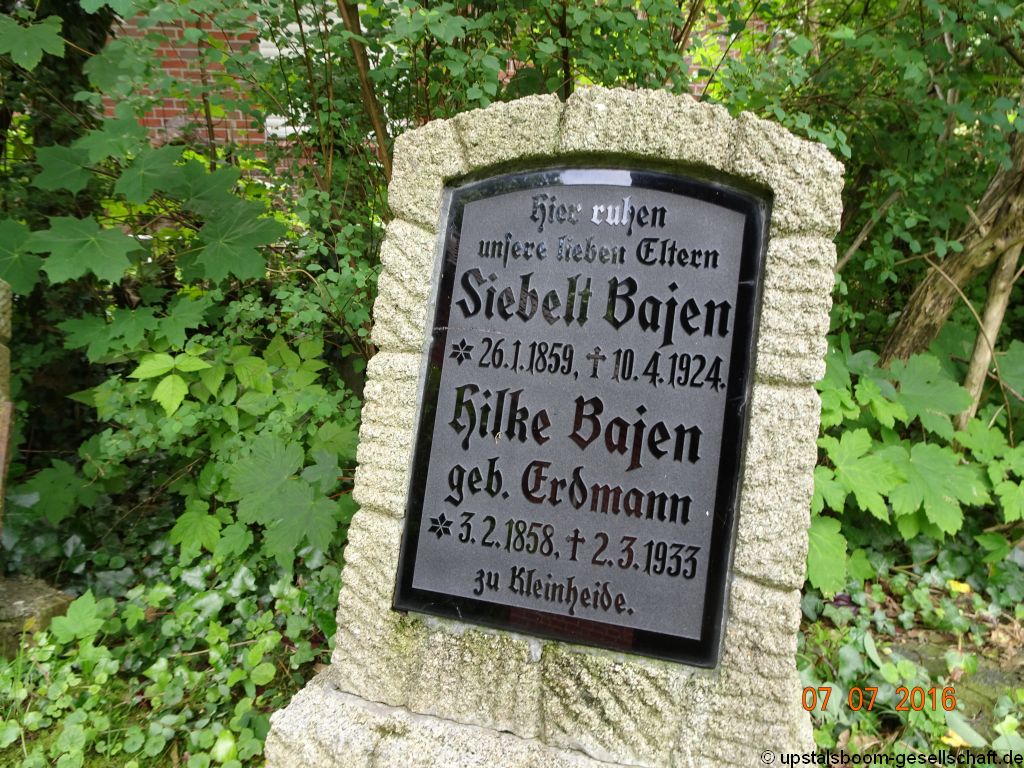 Hier ruhen
unsere lieben Eltern
Siebelt Bajen
* 26.1.1859, † 10.4.1924.
Hilke Bajen
geb. Erdmann
* 3.2.1858, † 2.3.1933
zu Kleinheide.
07 07 2016
© upstalsboom-gesellschaft.de